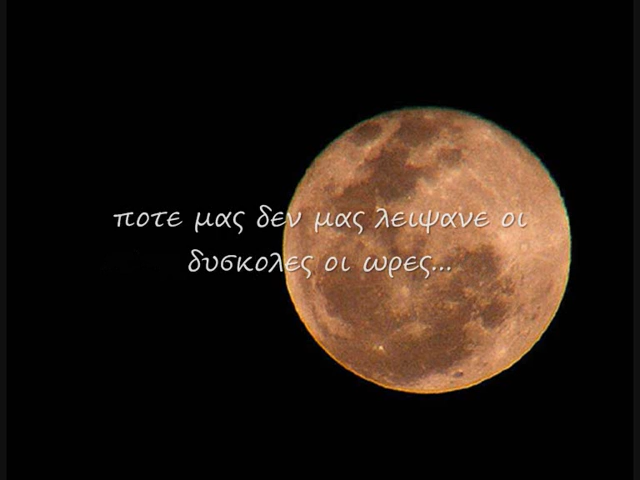 ποτε μας δεν μας λειψανε οι
δυσκολες οι ωρες...